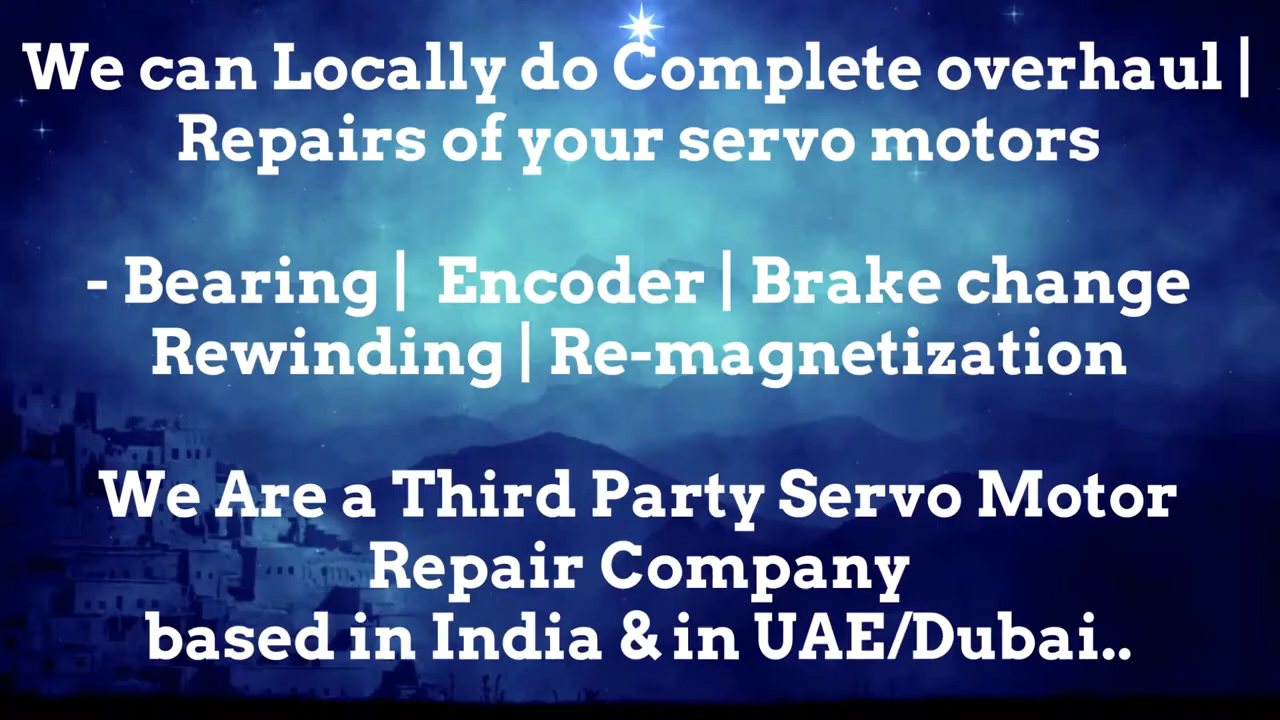 We can Locally do Complete overhaul |
Repairs of your servo motors
- Bearing | Encoder | Brake change
Rewinding | Re-magnetization
We Are a Third Party Servo Motor
Repair Company
based in India & in UAE/Dubai..